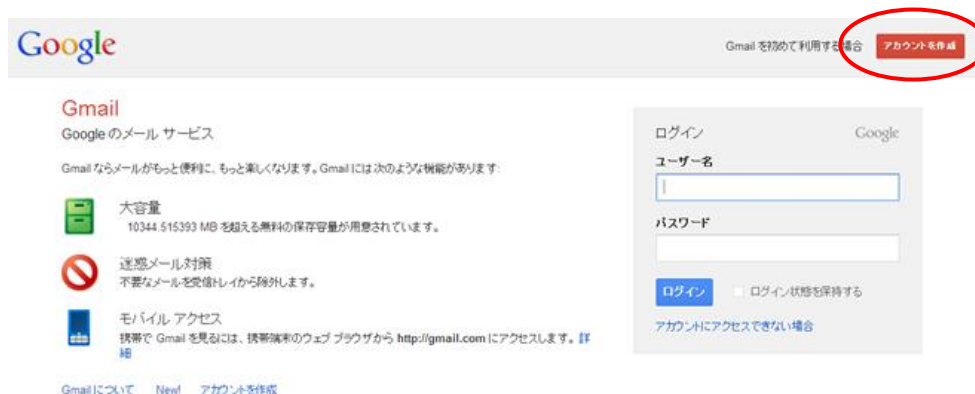 Google
Gmail を初めて利用する場合 アカウントを作成
Gmail
Google のメール サービス
Gmail ならメールがもっと便利に、もっと楽しくなります。Gmail には次のような機能があります:
大容量
10344.515393 MB を超える無料の保存容量が用意されています。
迷惑メール対策
不要なメールを受信トレイから除外します。
モバイル アクセス
携帯で Gmail を見るには、携帯端末のウェブ ブラウザから http://gmail.com にアクセスします。詳
細
Gmail について New! アカウントを作成
ログイン Google
ユーザー名
パスワード
ログイン ログイン状態を保持する
アカウントにアクセスできない場合